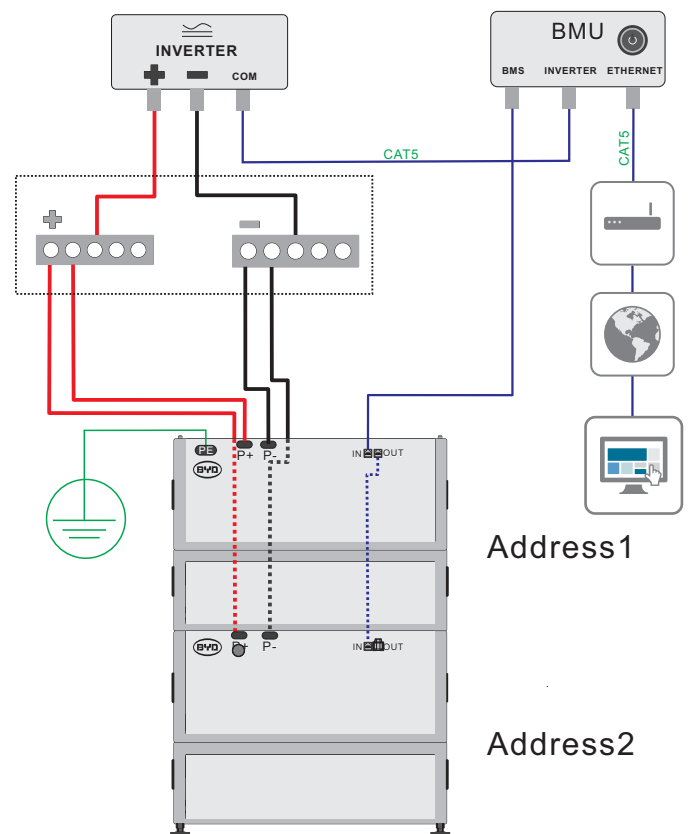 INVERTER
COM
BMU
BMS INVERTER ETHERNET
CAT5
CAT5
PE
P+ P-
IN OUT
BYD
Address1
BYD
P+ P-
IN OUT
Address2